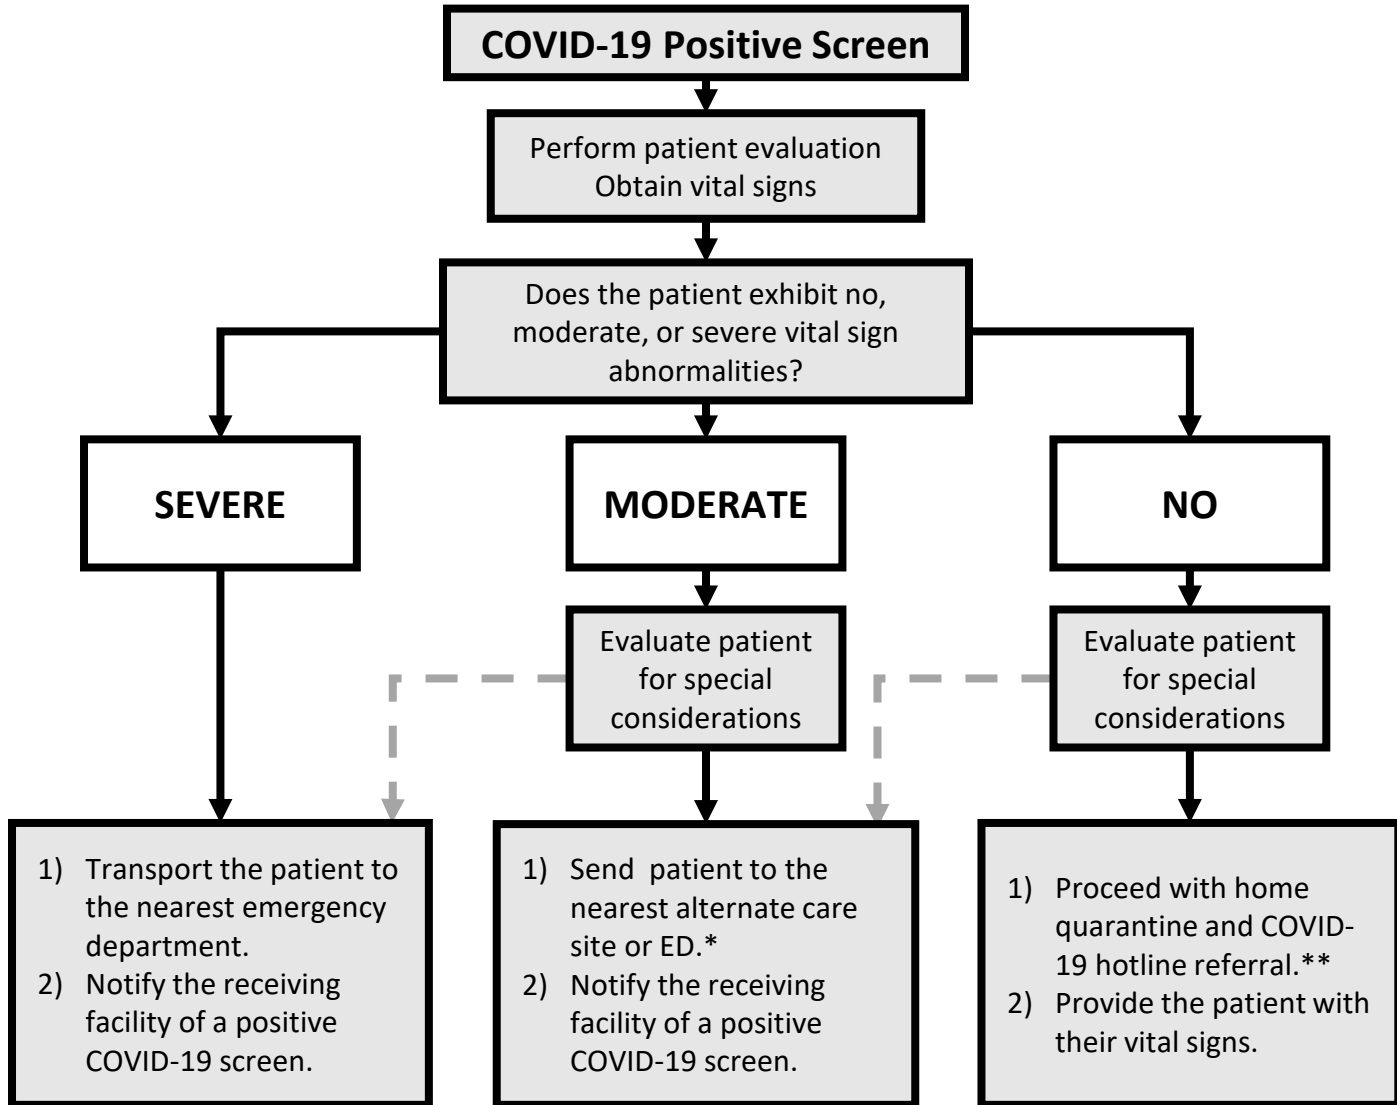 COVID-19 Positive Screen
Perform patient evaluation
Obtain vital signs
Does the patient exhibit no,
moderate, or severe vital sign
abnormalities?
SEVERE
MODERATE
NO
Evaluate patient
for special
considerations
Evaluate patient
for special
considerations
1) Transport the patient to
the nearest emergency
department.
2) Notify the receiving
facility of a positive
COVID-19 screen.
1) Send patient to the
nearest alternate care
site or ED.*
2) Notify the receiving
facility of a positive
COVID-19 screen.
1) Proceed with home
quarantine and COVID-
19 hotline referral.**
2) Provide the patient with
their vital signs.